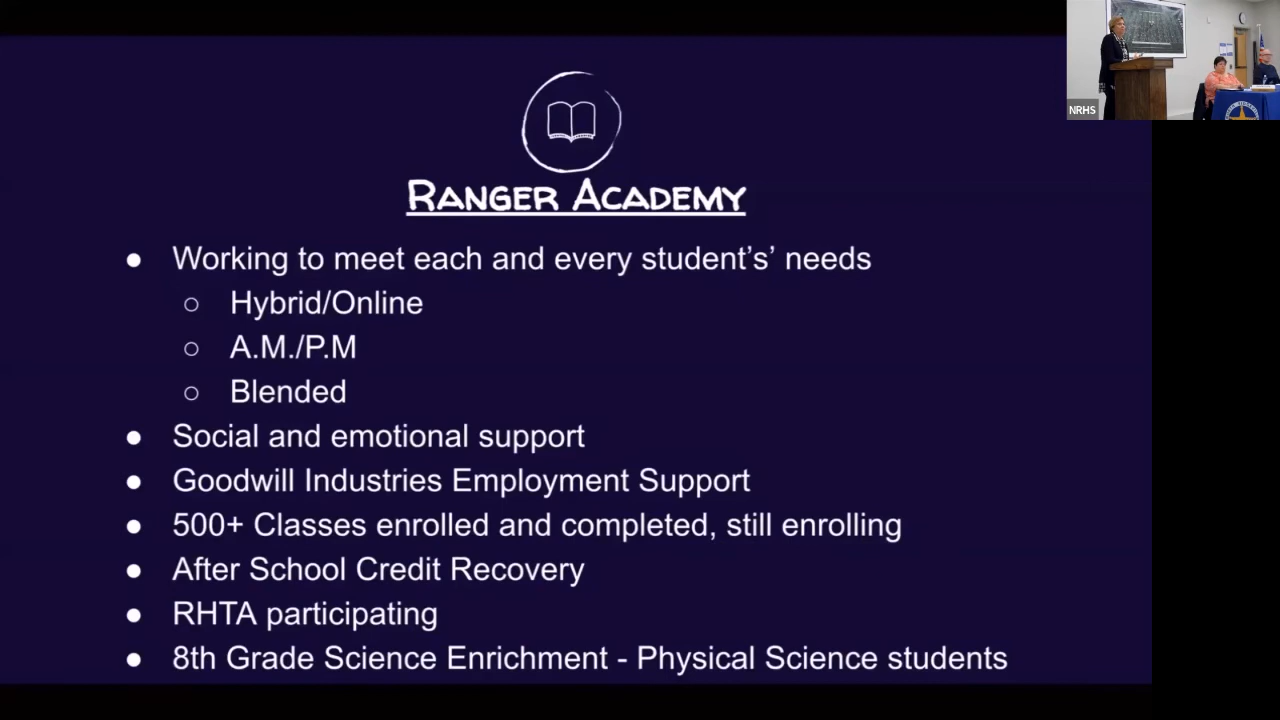 NRHS
Ranger Academy
● Working to meet each and every student's' needs
○ Hybrid/Online
○ A.M./P.M
○ Blended
● Social and emotional support
● Goodwill Industries Employment Support
● 500+ Classes enrolled and completed, still enrolling
● After School Credit Recovery
● RHTA participating
● 8th Grade Science Enrichment - Physical Science students